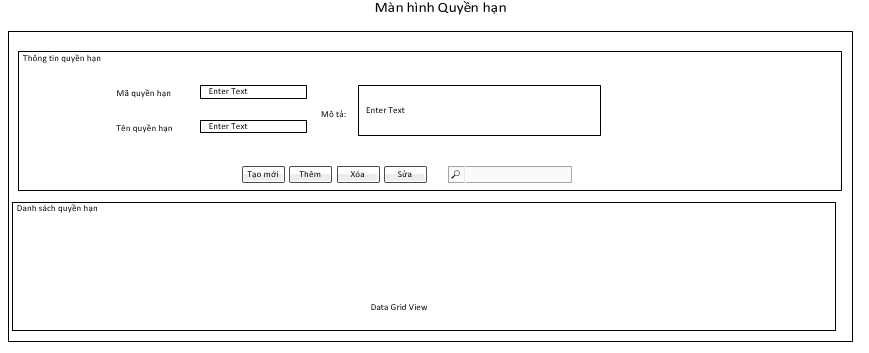 Màn hình Quyền hạn
Thông tin quyền hạn
Mã quyền hạn
Enter Text
Tên quyền hạn
Enter Text
Mô tả:
Enter Text
Tạo mới
Thêm
Xóa
Sửa
Danh sách quyền hạn
Data Grid View